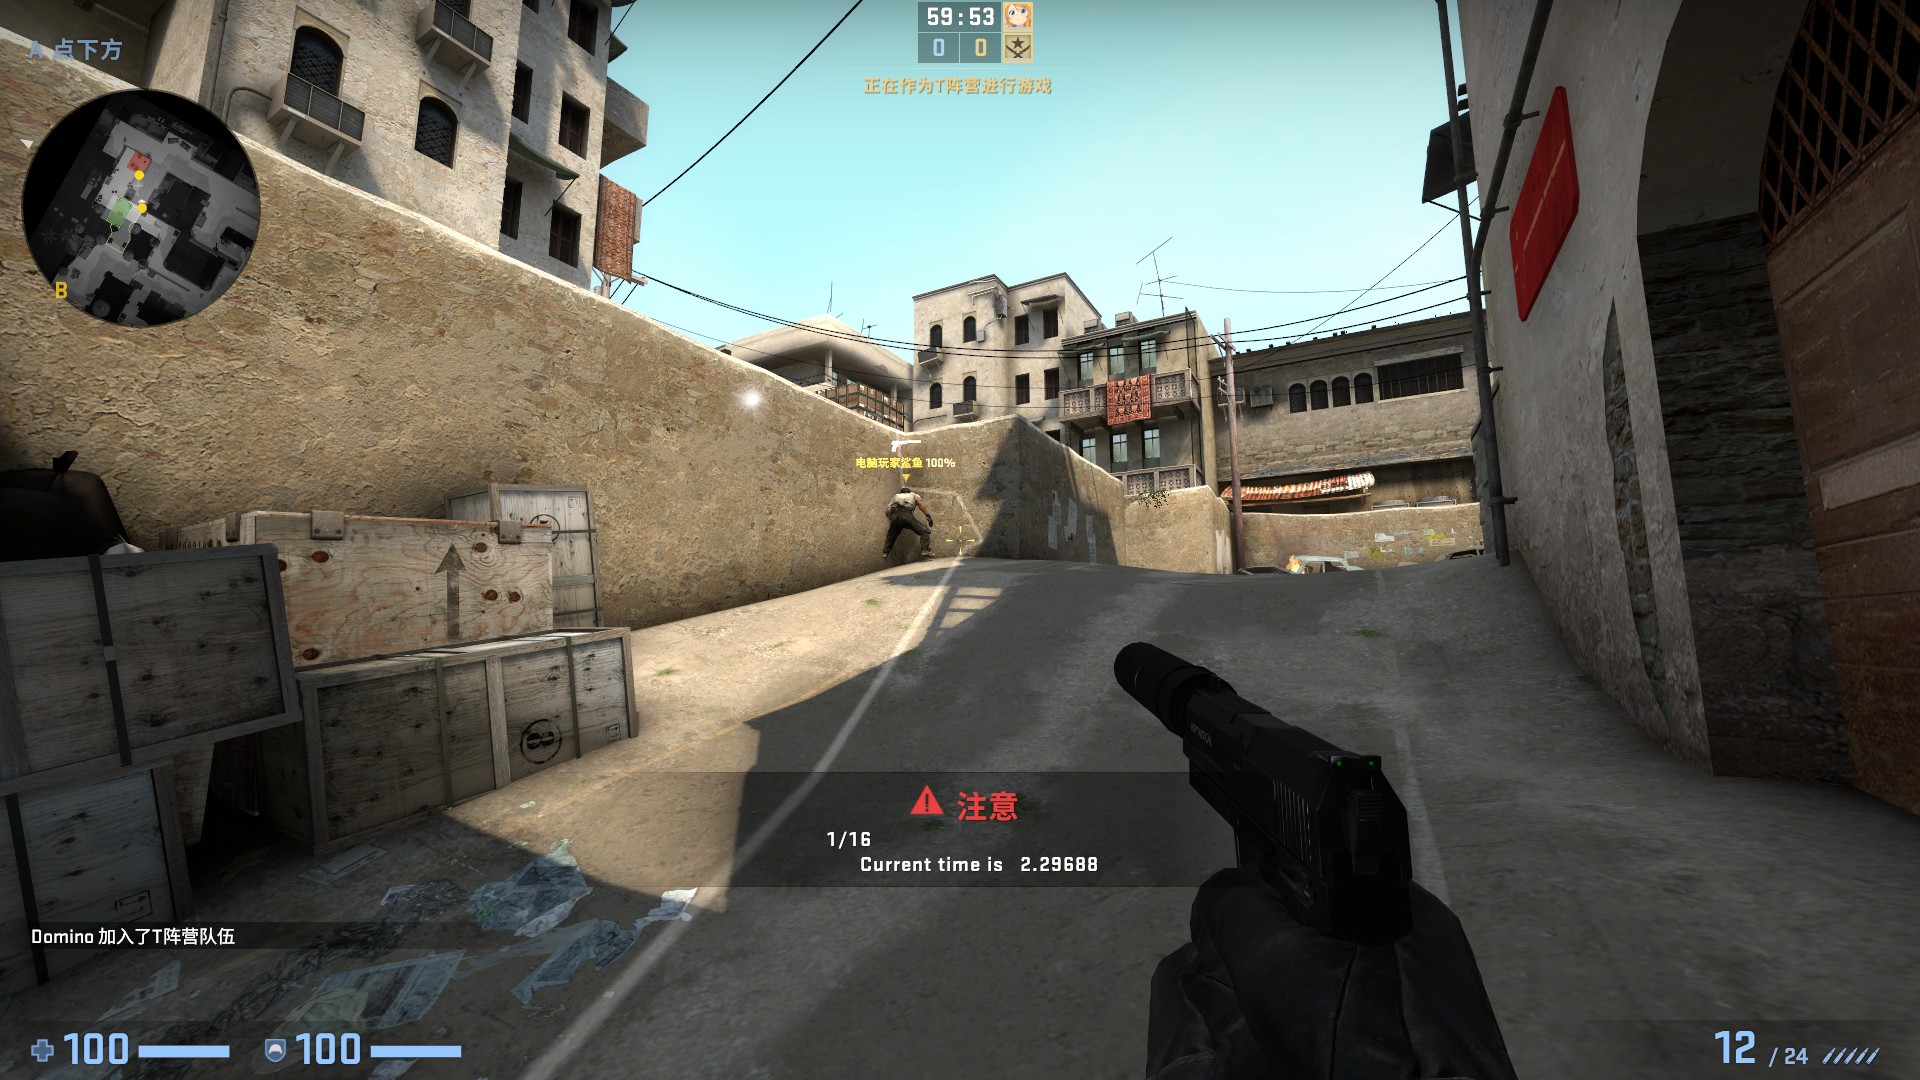 59:53
0 0
正在作为T阵营进行游戏
A 点下方
B
电脑玩家鲨鱼 100%
注意
1/16
Current time is 2.29688
Domino 加入了T阵营队伍
100 100
12 / 24